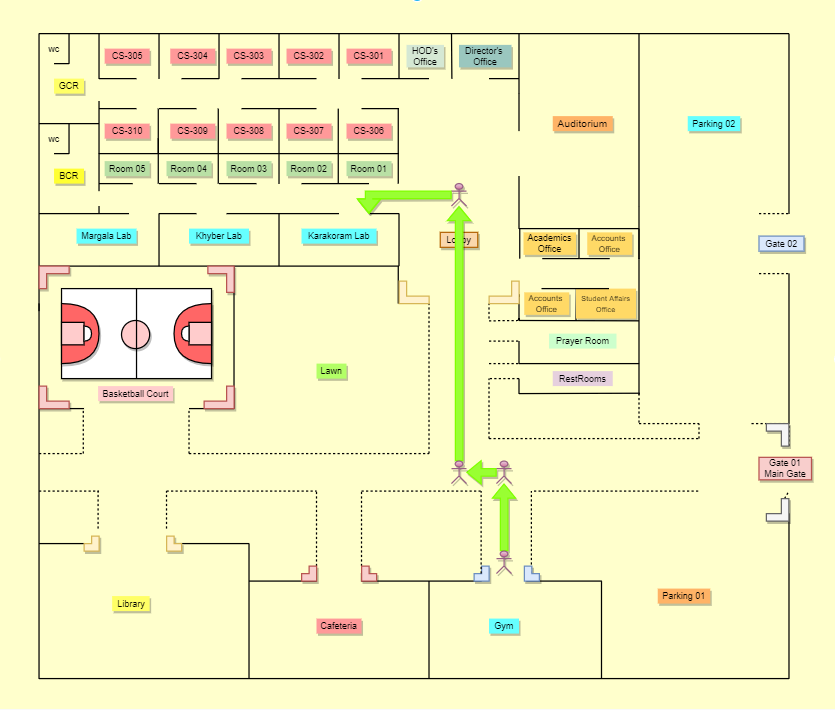 wc
CS-305
CS-304
CS-303
CS-302
CS-301
HOD's
Office
Director's
Office
GCR
wc
CS-310
CS-309
CS-308
CS-307
CS-306
Auditorium
Parking 02
BCR
Room 05
Room 04
Room 03
Room 02
Room 01
Margala Lab
Khyber Lab
Karakoram Lab
Lobby
Academics
Office
Accounts
Office
Gate 02
Accounts
Office
Student Affairs
Office
Prayer Room
Lawn
RestRooms
Basketball Court
Gate 01
Main Gate
Library
Cafeteria
Gym
Parking 01